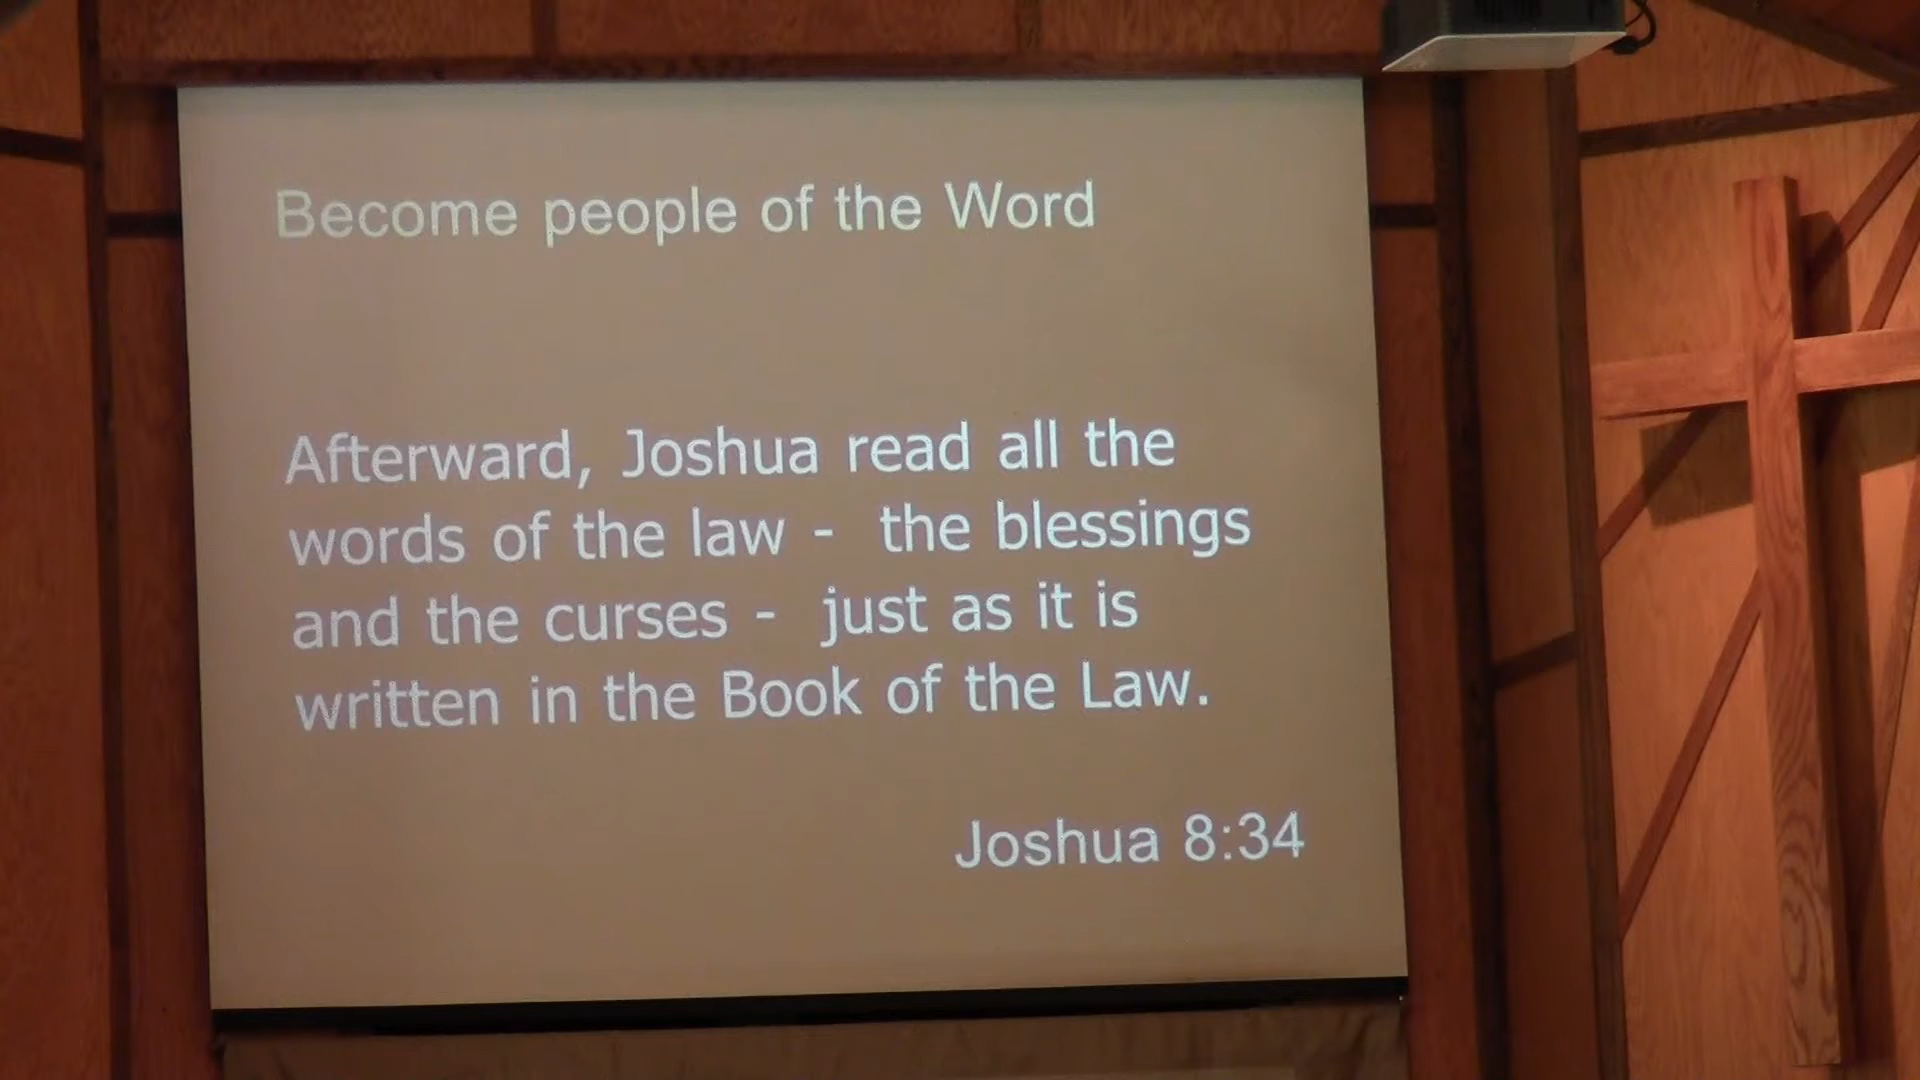 Become people of the Word
Afterward, Joshua read all the
words of the law - the blessings
and the curses - just as it is
written in the Book of the Law.
Joshua 8:34